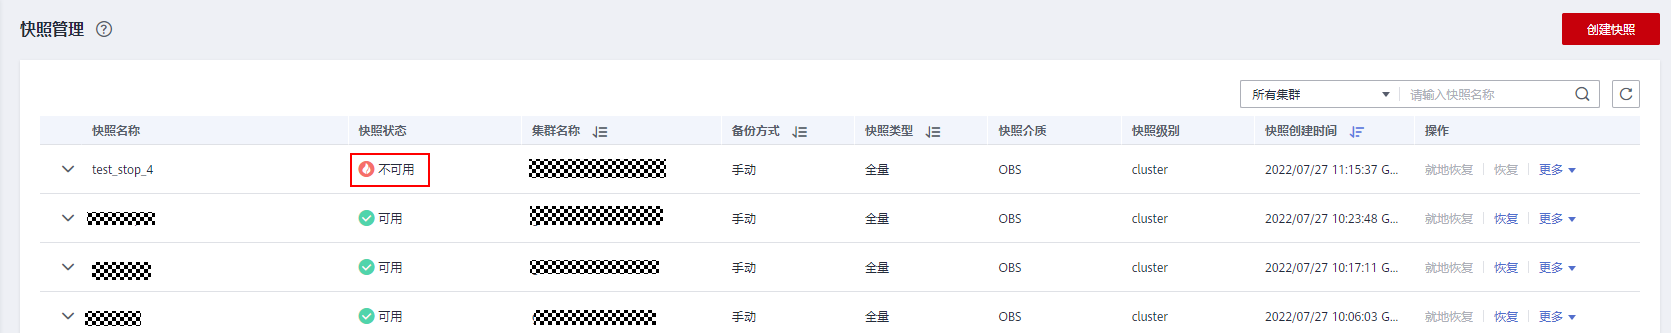 快照管理 ?
创建快照
所有集群 请输入快照名称
快照名称 快照状态 集群名称 备份方式 快照类型 快照介质 快照级别 快照创建时间 操作
test_stop_4 不可用 手动 全量 OBS cluster 2022/07/27 11:15:37 G... 就地恢复 恢复 更多
可用 手动 全量 OBS cluster 2022/07/27 10:23:48 G... 就地恢复 恢复 更多
可用 手动 全量 OBS cluster 2022/07/27 10:17:11 G... 就地恢复 恢复 更多
可用 手动 全量 OBS cluster 2022/07/27 10:06:03 G... 就地恢复 恢复 更多